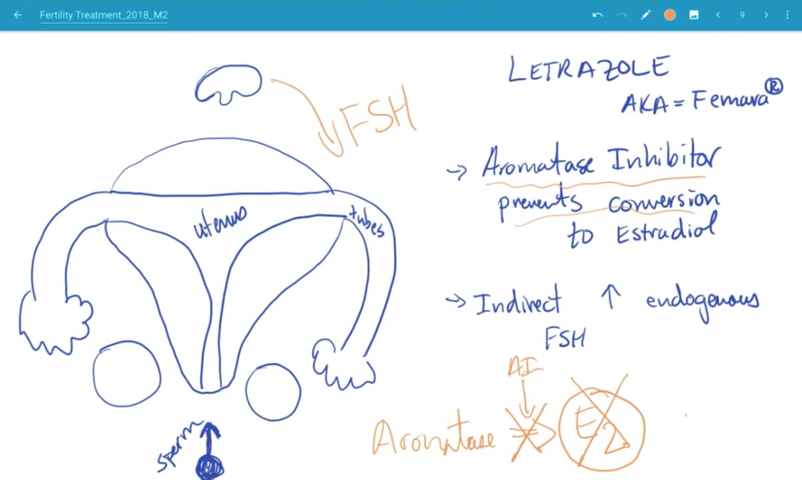 Fertility Treatment_2018_M2
9
FSH
uterus
tubes
sperm
LETRAZOLE
AKA = Femara®
→ Aromatase Inhibitor
prevents conversion
to Estradiol
→ Indirect ↑ endogenous
FSH
AI
Aromatase
E2